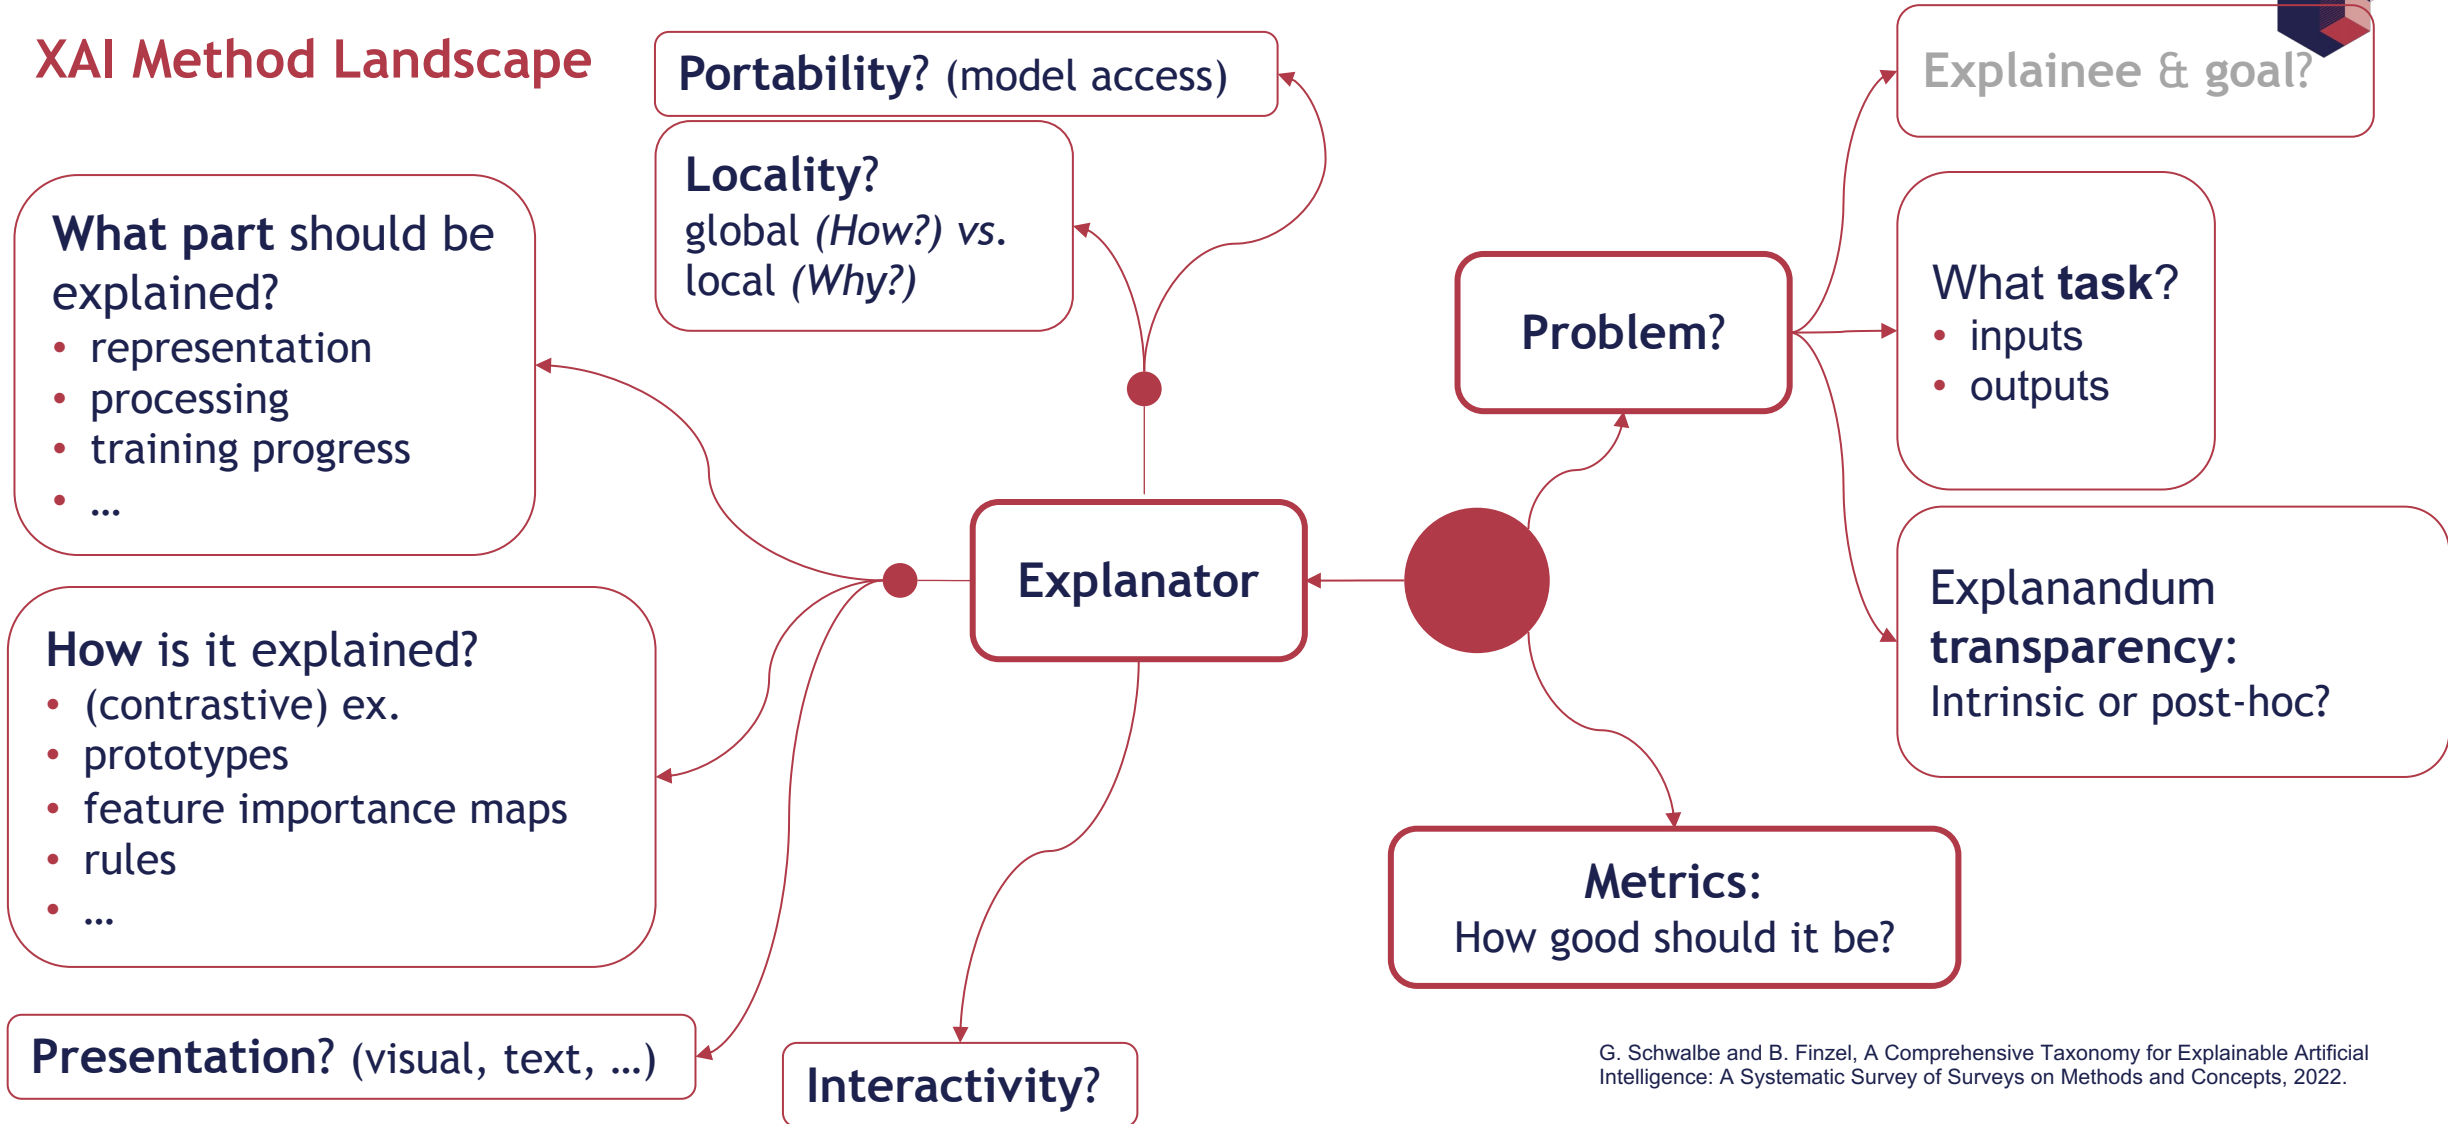 XAI Method Landscape
Portability? (model access)
Locality?
global (How?) vs.
local (Why?)
What part should be
explained?
• representation
• processing
• training progress
• ...
How is it explained?
• (contrastive) ex.
• prototypes
• feature importance maps
• rules
• ...
Presentation? (visual, text, ...)
Interactivity?
Explanator
Problem?
Explainee & goal?
What task?
• inputs
• outputs
Explanandum
transparency:
Intrinsic or post-hoc?
Metrics:
How good should it be?
G. Schwalbe and B. Finzel, A Comprehensive Taxonomy for Explainable Artificial
Intelligence: A Systematic Survey of Surveys on Methods and Concepts, 2022.